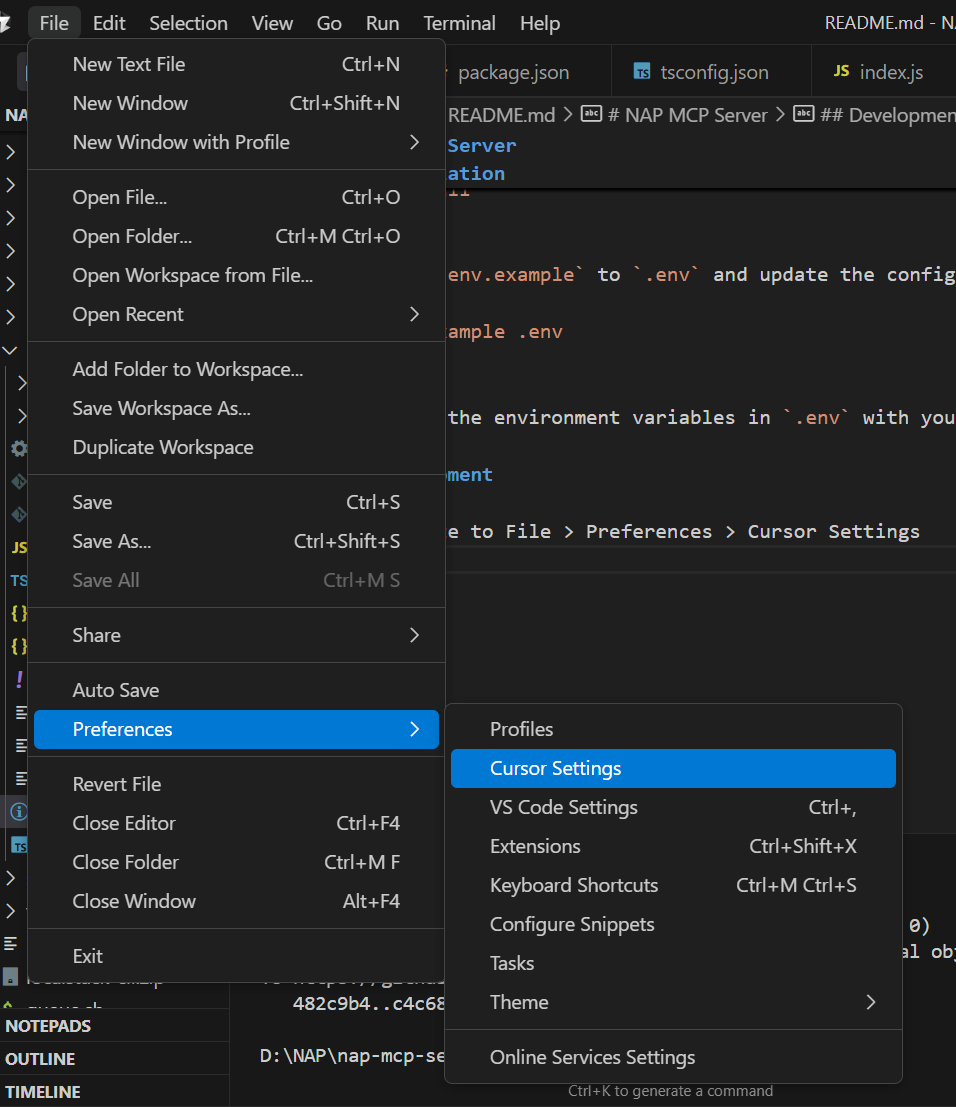 File Edit Selection View Go Run Terminal Help README.md - NA
package.json tsconfig.json JS index.js
README.md > # NAP MCP Server > ## Developmen
NA
Server
ation
New Text File Ctrl+N
New Window Ctrl+Shift+N
New Window with Profile >
Open File... Ctrl+O
Open Folder... Ctrl+M Ctrl+O
Open Workspace from File...
Open Recent >
Add Folder to Workspace...
Save Workspace As...
Duplicate Workspace
Save Ctrl+S
Save As... Ctrl+Shift+S
Save All Ctrl+M S
Share >
Auto Save
Preferences >
Revert File
Close Editor Ctrl+F4
Close Folder Ctrl+M F
Close Window Alt+F4
Exit
env.example` to `.env` and update the config
ample .env
the environment variables in `.env` with you
ment
e to File > Preferences > Cursor Settings
Profiles
Cursor Settings
VS Code Settings Ctrl+,
Extensions Ctrl+Shift+X
Keyboard Shortcuts Ctrl+M Ctrl+S
Configure Snippets
Tasks
Theme >
Online Services Settings
0)
al obj
482c9b4..c4c68
D:\NAP\nap-mcp-se
Ctrl+K to generate a command
NOTEPADS
OUTLINE
TIMELINE